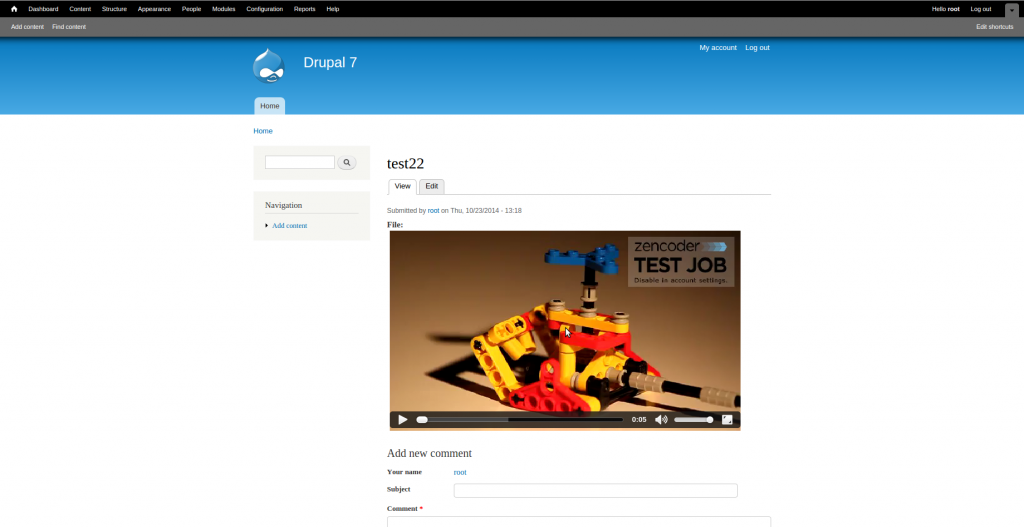 Dashboard Content Structure Appearance People Modules Configuration Reports Help Hello root Log out
Add content Find content Edit shortcuts
My account Log out
Drupal 7
Home
Home
test22
View Edit
Navigation
Add content
Submitted by root on Thu, 10/23/2014 - 13:18
File:
zencoder
TEST JOB
Disable in account settings.
0:05
Add new comment
Your name root
Subject
Comment *